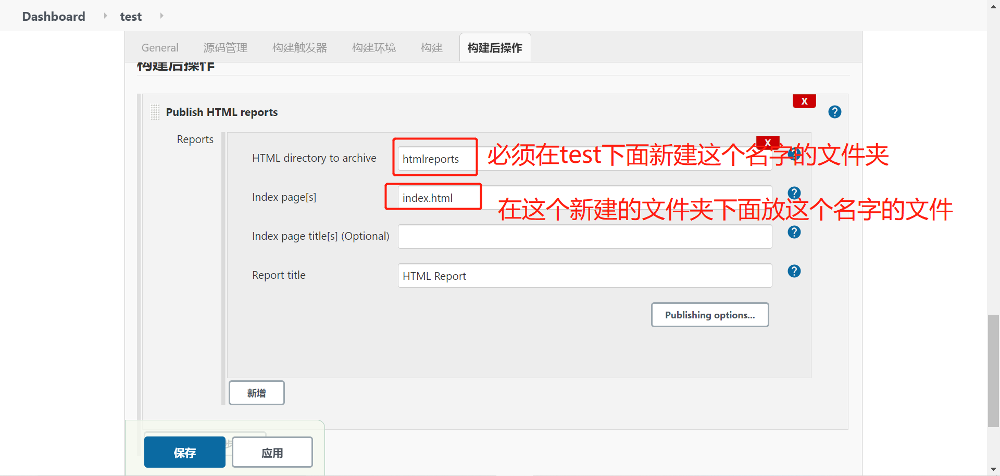 Dashboard test
General 源码管理 构建触发器 构建环境 构建 构建后操作
构建后操作
X
Publish HTML reports ?
Reports
X
HTML directory to archive htmlreports 必须在test下面新建这个名字的文件夹
Index page[s] index.html ?
在这个新建的文件夹下面放这个名字的文件
Index page title[s] (Optional) ?
Report title HTML Report ?
Publishing options...
新增
步
保存 应用